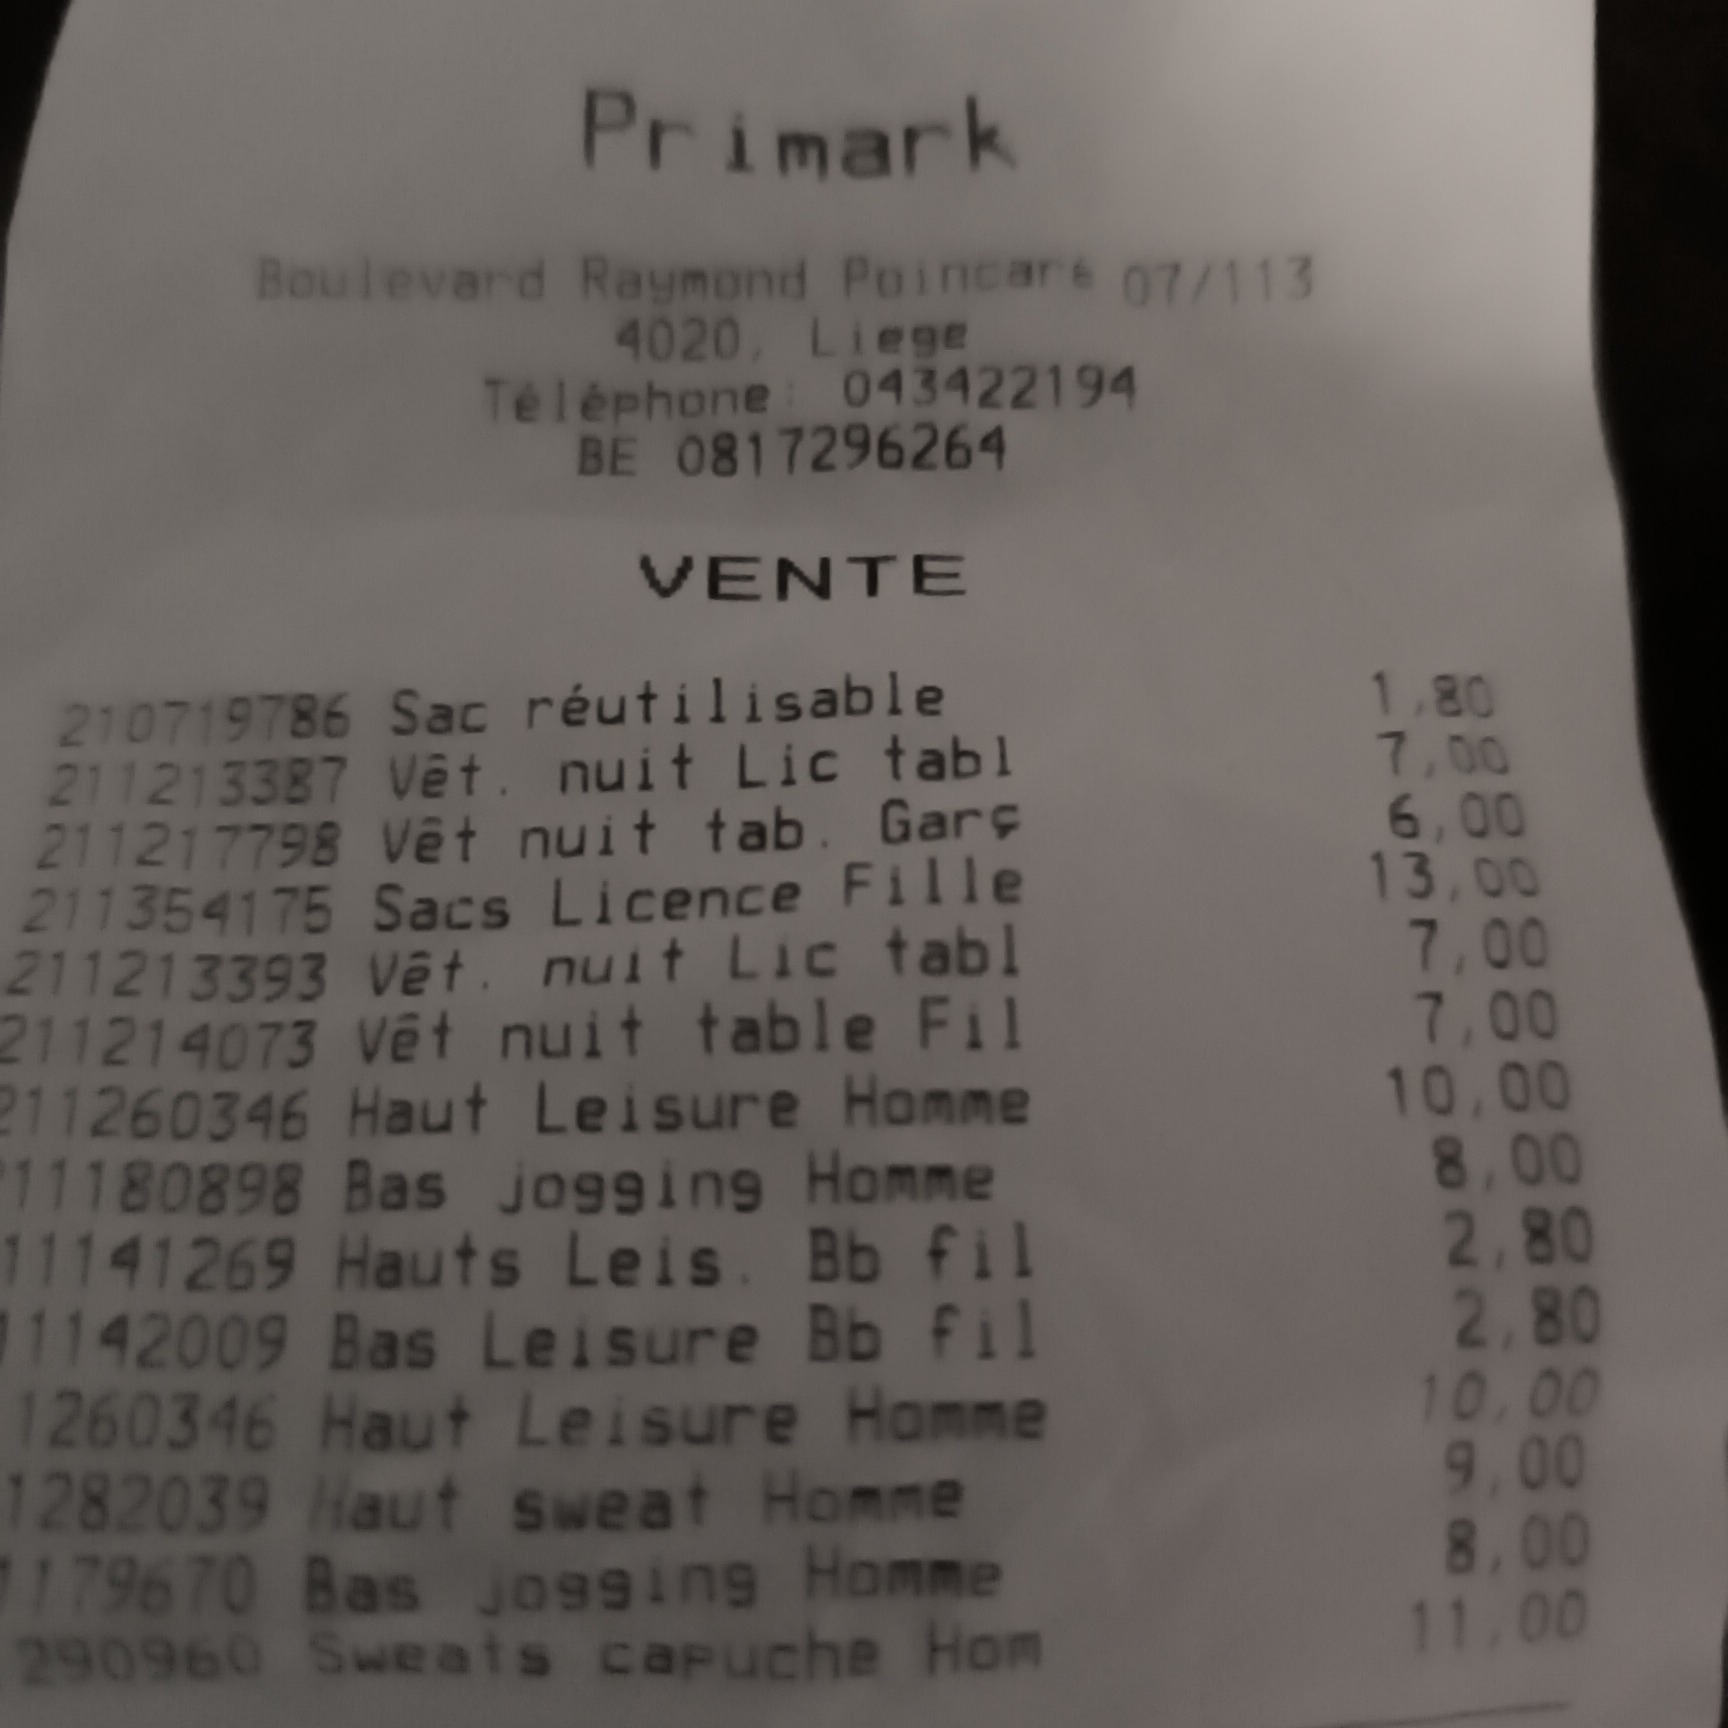 Primark
Boulevard Raymond Poincaré 07/113
4020, Liege
Téléphone: 043422194
BE 0817296264
VENTE
210719786 Sac réutilisable 1,80
211213387 Vêt. nuit Lic tabl 7,00
211217798 Vêt nuit tab. Garç 6,00
211354175 Sacs Licence Fille 13,00
211213393 Vêt. nuit Lic tabl 7,00
211214073 Vêt nuit table Fil 7,00
211260346 Haut Leisure Homme 10,00
11180898 Bas jogging Homme 8,00
11141269 Hauts Leis. Bb fil 2,80
11142009 Bas Leisure Bb fil 2,80
1260346 Haut Leisure Homme 10,00
1282039 Haut sweat Homme 9,00
1179670 Bas jogging Homme 8,00
290960 Sweats capuche Hom 11,00